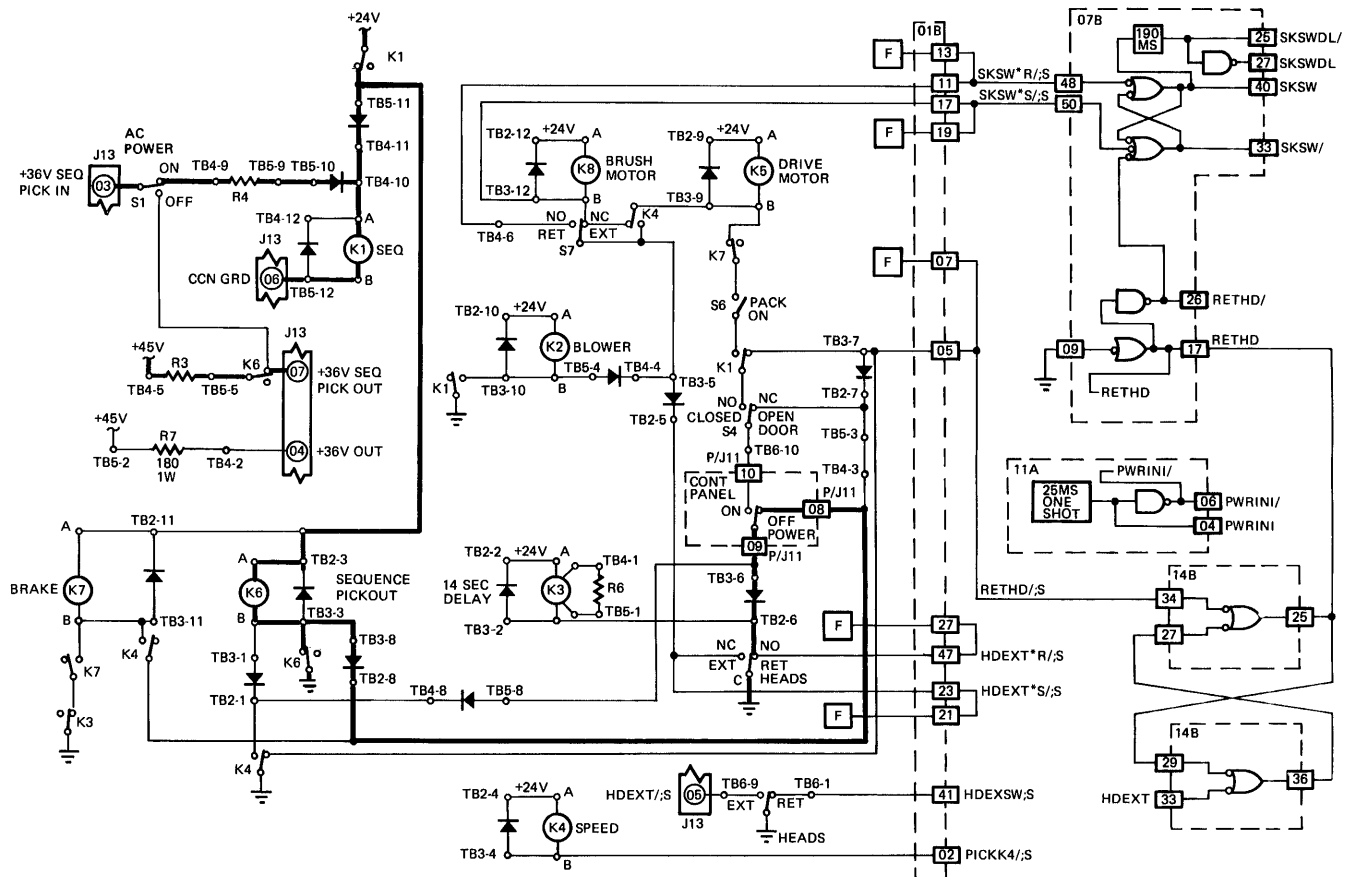 +24V
K1
TB5-11
TB4-11
AC
POWER
J13
+36V SEQ
PICK IN
03
ON
S1
OFF
TB4-9
R4
TB5-9
TB5-10
TB4-10
TB4-12
A
K1
SEQ
J13
CCN GRD
06
TB5-12
B
+45V
R3
TB4-5
TB5-5
K6
J13
07
+36V SEQ
PICK OUT
+45V
R7
TB5-2
180
1W
TB4-2
04
+36V OUT
A
TB2-11
BRAKE
K7
B
TB3-11
K7
K4
K3
A
TB2-3
K6
SEQUENCE
PICKOUT
B
TB3-3
TB3-1
K6
TB3-8
TB2-8
TB2-1
K4
TB4-8
TB5-8
TB2-12
+24V
A
K8
BRUSH
MOTOR
TB3-12
B
TB2-9
+24V
A
K5
DRIVE
MOTOR
TB3-9
B
TB4-6
NO
RET
NC
EXT
S7
K4
K7
S6
PACK
ON
TB2-10
+24V
A
K2
BLOWER
K1
TB3-10
B
TB5-4
TB4-4
TB3-5
TB2-5
K1
TB3-7
TB2-7
NO
CLOSED
NC
OPEN
DOOR
S4
TB5-3
TB6-10
TB4-3
P/J11
10
CONT
PANEL
P/J11
ON
08
OFF
POWER
09
P/J11
TB2-2
+24V
A
TB4-1
14 SEC
DELAY
K3
R6
TB3-2
B
TB5-1
TB3-6
TB2-6
NC
EXT
NO
RET
HEADS
C
TB2-4
+24V
A
K4
SPEED
TB3-4
B
HDEXT/;S
05
J13
TB6-9
EXT
RET
TB6-1
HEADS
01B
F
13
11
17
F
19
SKSW*R/;S
SKSW*S/;S
F
07
05
F
27
47
HDEXT*R/;S
23
HDEXT*S/;S
F
21
41
HDEXSW;S
02
PICKK4/;S
07B
190
MS
25
SKSWDL/
27
SKSWDL
48
40
SKSW
50
33
SKSW/
26
RETHD/
09
17
RETHD
RETHD
11A
PWRINI/
25MS
ONE
SHOT
06
PWRINI/
04
PWRINI
RETHD/;S
14B
34
27
25
14B
29
36
HDEXT
33